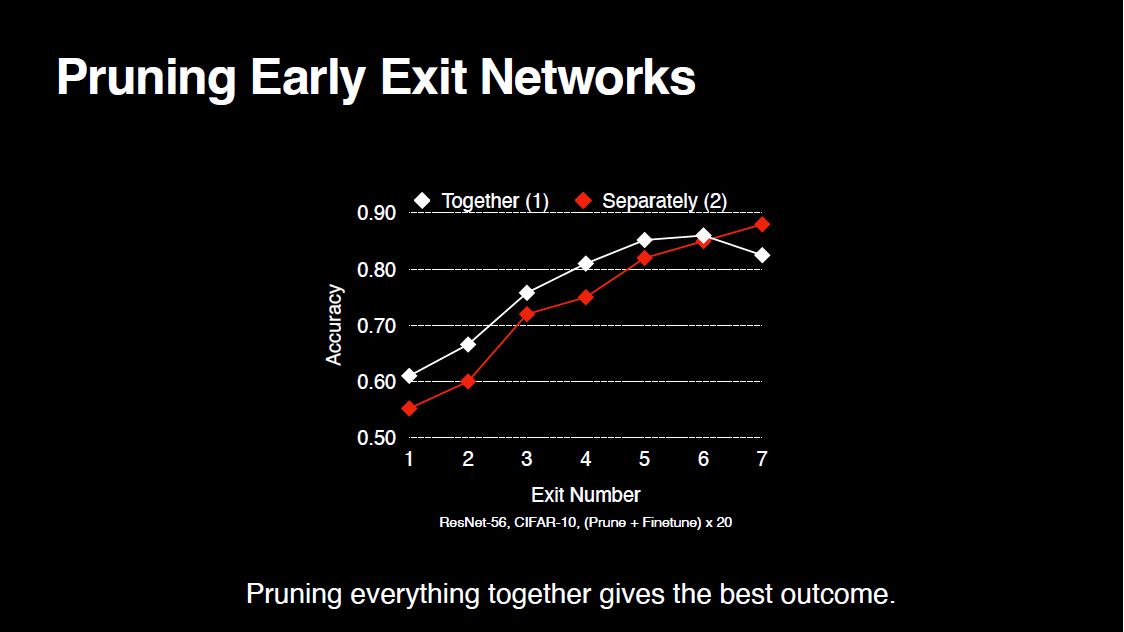 Pruning Early Exit Networks
Together (1) Separately (2)
0.90
0.80
0.70
0.60
0.50
Accuracy
1 2 3 4 5 6 7
Exit Number
ResNet-56, CIFAR-10, (Prune + Finetune) x 20
Pruning everything together gives the best outcome.